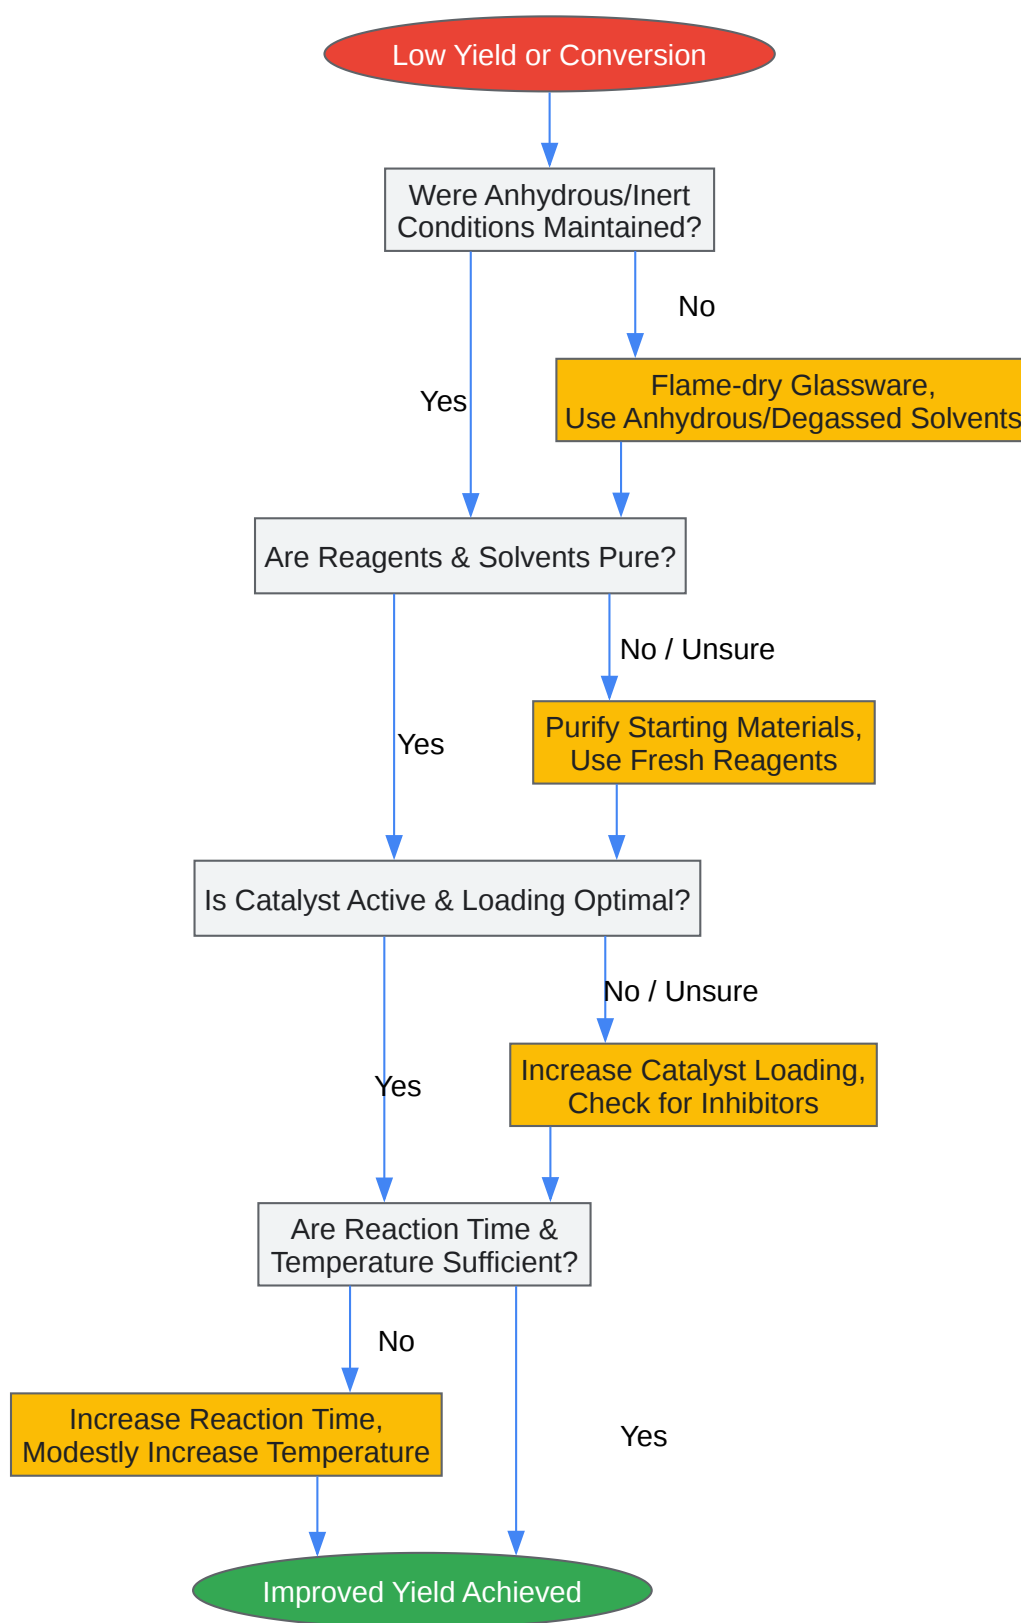 Low Yield or Conversion
Were Anhydrous/Inert
Conditions Maintained?
No
Yes
Flame-dry Glassware,
Use Anhydrous/Degassed Solvents
Are Reagents & Solvents Pure?
No / Unsure
Yes
Purify Starting Materials,
Use Fresh Reagents
Is Catalyst Active & Loading Optimal?
No / Unsure
Yes
Increase Catalyst Loading,
Check for Inhibitors
Are Reaction Time &
Temperature Sufficient?
No
Increase Reaction Time,
Modestly Increase Temperature
Yes
Improved Yield Achieved